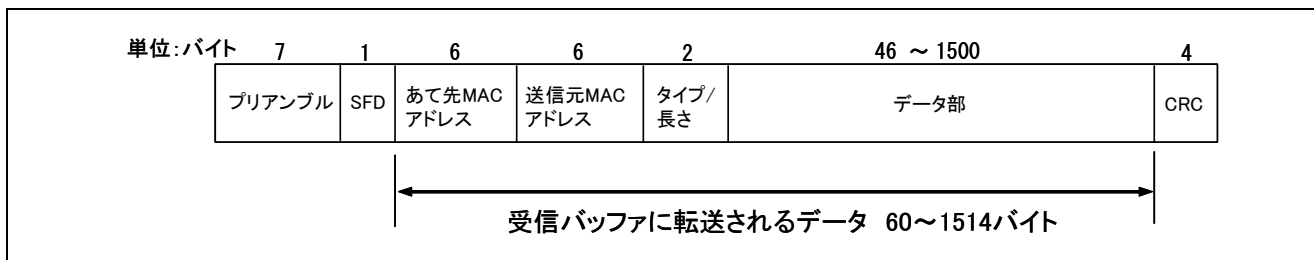 単位:バイト 7 1 6 6 2 46 ～ 1500 4
プリアンブル SFD あて先MAC アドレス 送信元MAC アドレス タイプ/ 長さ データ部 CRC
受信バッファに転送されるデータ 60～1514バイト